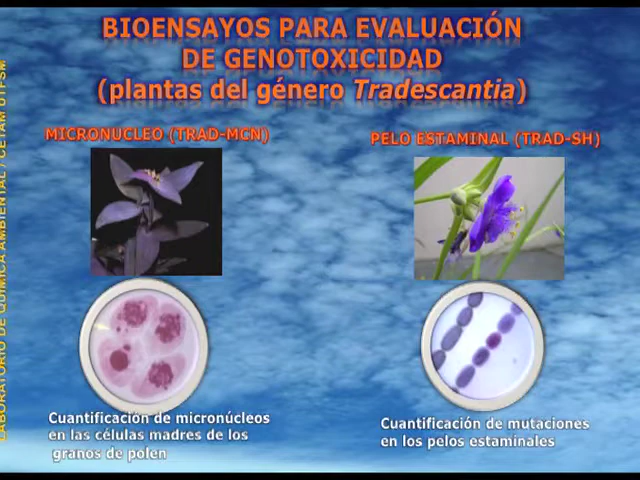 BIOENSAYOS PARA EVALUACIÓN
DE GENOTOXICIDAD
(plantas del género Tradescantia)
MICRONUCLEO (TRAD-MCN)
PELO ESTAMINAL (TRAD-SH)
Cuantificación de micronúcleos
en las células madres de los
granos de polen
Cuantificación de mutaciones
en los pelos estaminales
LABORATORIO DE QUÍMICA AMBIENTAL / CETAM UTFSM